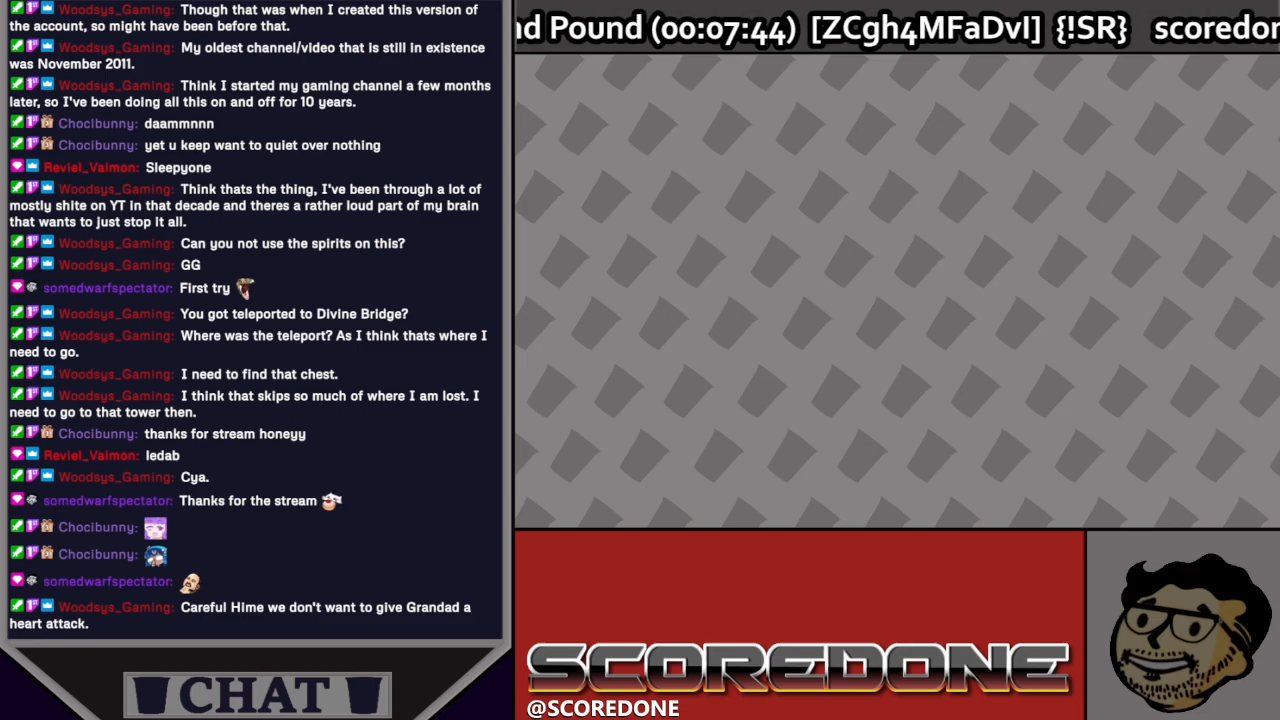 Woodsys_Gaming: Though that was when I created this version of
the account, so might have been before that.
Woodsys_Gaming: My oldest channel/video that is still in existence
was November 2011.
Woodsys_Gaming: Think I started my gaming channel a few months
later, so I've been doing all this on and off for 10 years.
Chocibunny: daammnnn
Chocibunny: yet u keep want to quiet over nothing
Reviel_Valmon: Sleepyone
Woodsys_Gaming: Think thats the thing, I've been through a lot of
mostly shite on YT in that decade and theres a rather loud part of my brain
that wants to just stop it all.
Woodsys_Gaming: Can you not use the spirits on this?
Woodsys_Gaming: GG
somedwarfspectator: First try
Woodsys_Gaming: You got teleported to Divine Bridge?
Woodsys_Gaming: Where was the teleport? As I think thats where I
need to go.
Woodsys_Gaming: I need to find that chest.
Woodsys_Gaming: I think that skips so much of where I am lost. I
need to go to that tower then.
Chocibunny: thanks for stream honeyy
Reviel_Valmon: ledab
Woodsys_Gaming: Cya.
somedwarfspectator: Thanks for the stream
Chocibunny:
Chocibunny:
somedwarfspectator:
Woodsys_Gaming: Careful Hime we don't want to give Grandad a
heart attack.
CHAT
nd Pound (00:07:44) [ZCgh4MFaDvI] {!SR} scoredon
SCOREDONE
@SCOREDONE